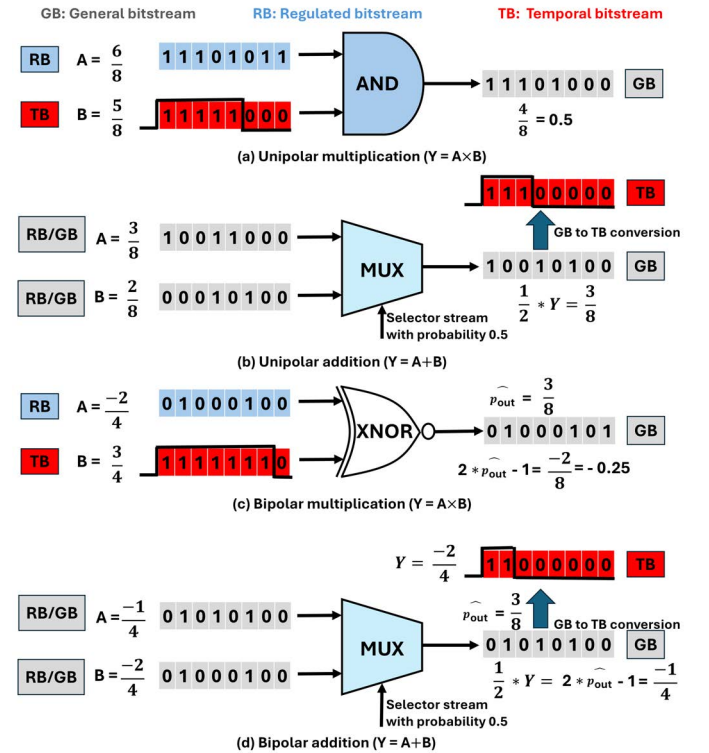 GB: General bitstream RB: Regulated bitstream TB: Temporal bitstream
RB A = 6/8 1 1 1 0 1 0 1 1
AND
1 1 1 0 1 0 0 0 GB
TB B = 5/8 1 1 1 1 1 0 0 0
4/8 = 0.5
(a) Unipolar multiplication (Y = A×B)
1 1 1 0 0 0 0 0 TB
RB/GB A = 3/8 1 0 0 1 1 0 0 0
GB to TB conversion
MUX
1 0 0 1 0 1 0 0 GB
RB/GB B = 2/8 0 0 0 1 0 1 0 0
1/2 * Y = 3/8
Selector stream
with probability 0.5
(b) Unipolar addition (Y = A+B)
p̂out = 3/8
RB A = -2/4 0 1 0 0 0 1 0 0
XNOR
0 1 0 0 0 1 0 1 GB
TB B = 3/4 1 1 1 1 1 1 1 0
2 * p̂out - 1 = -2/8 = - 0.25
(c) Bipolar multiplication (Y = A×B)
Y = -2/4 1 1 0 0 0 0 0 0 TB
RB/GB A = -1/4 0 1 0 1 0 1 0 0
p̂out = 3/8 GB to TB conversion
MUX
0 1 0 1 0 1 0 0 GB
RB/GB B = -2/4 0 1 0 0 0 1 0 0
1/2 * Y = 2 * p̂out - 1 = -1/4
Selector stream
with probability 0.5
(d) Bipolar addition (Y = A+B)